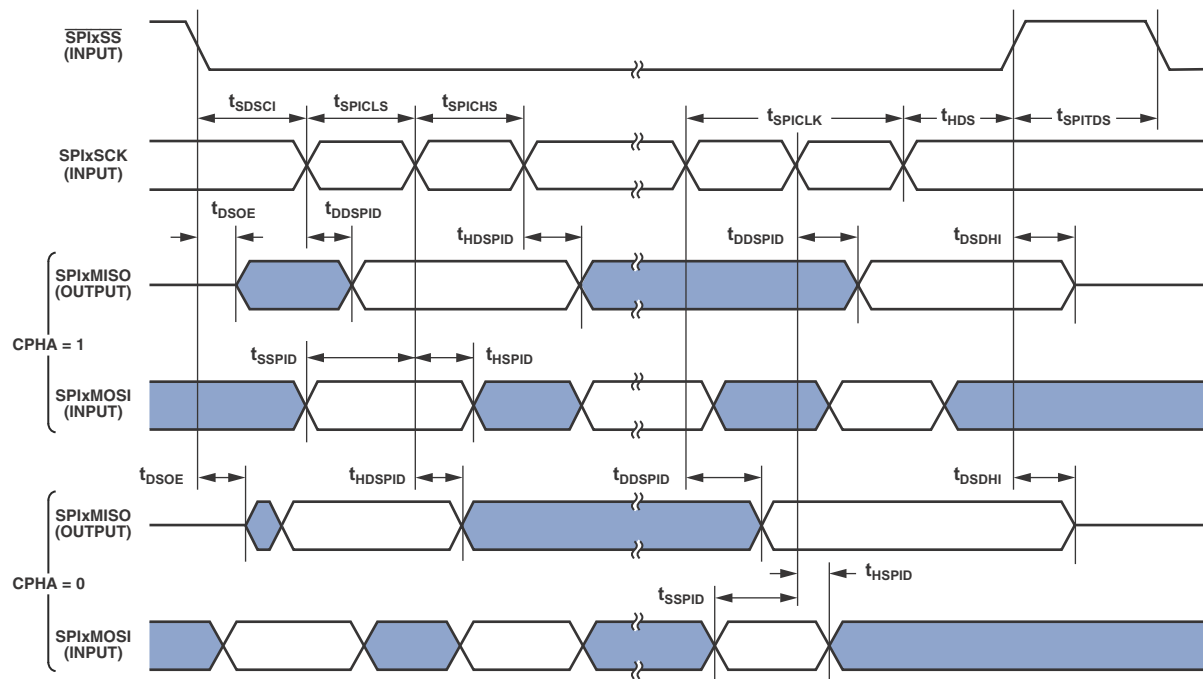 SPIxSS
(INPUT)
tSDSCI
tSPICLS
tSPICHS
tSPICLK
tHDS
tSPITDS
SPIxSCK
(INPUT)
tDSOE
tDDSPID
tHDSPID
tDDSPID
tDSDHI
SPIxMISO
(OUTPUT)
CPHA = 1
tSSPID
tHSPID
SPIxMOSI
(INPUT)
tDSOE
tHDSPID
tDDSPID
tDSDHI
SPIxMISO
(OUTPUT)
CPHA = 0
tHSPID
tSSPID
SPIxMOSI
(INPUT)